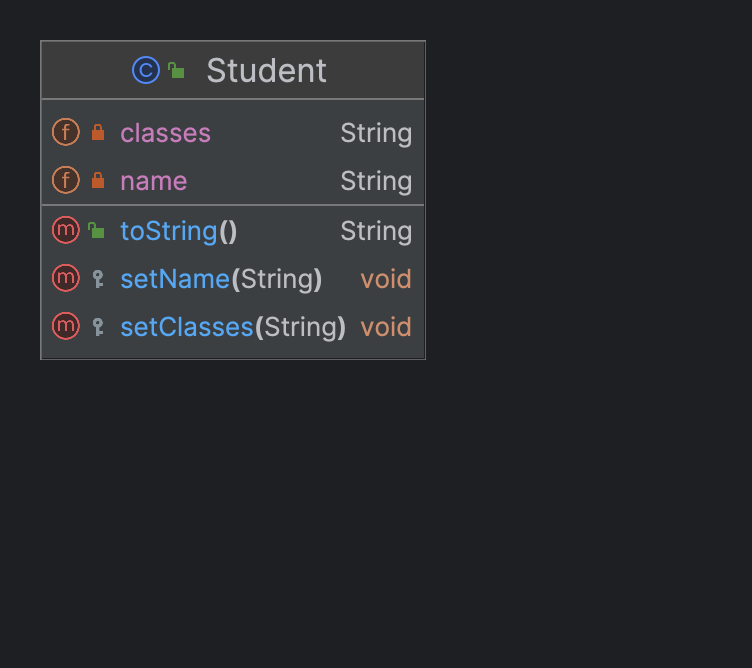 Student
classes String
name String
toString() String
setName(String) void
setClasses(String) void